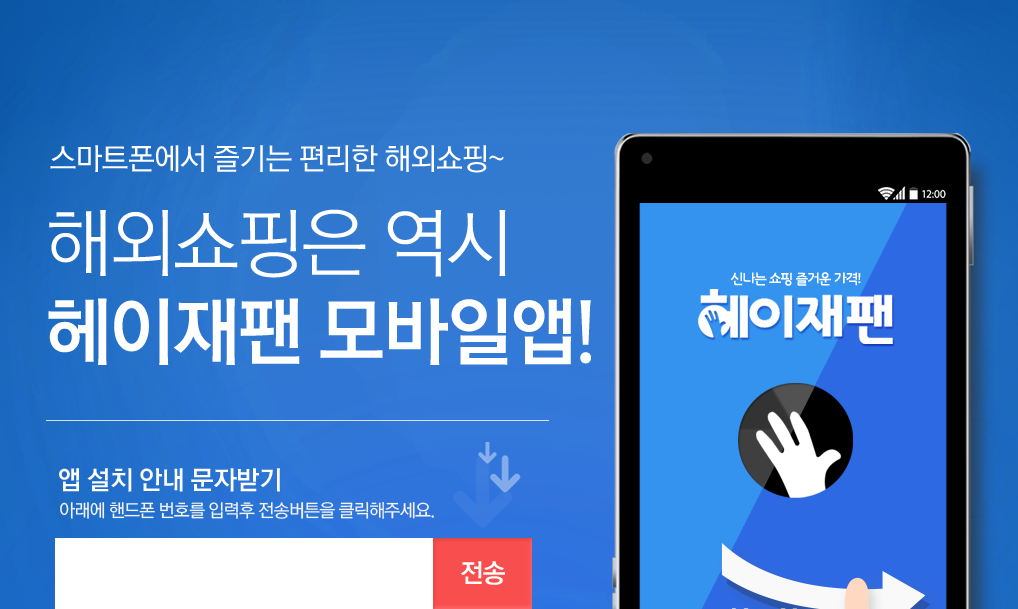 스마트폰에서 즐기는 편리한 해외쇼핑~
해외쇼핑은 역시
헤이재팬 모바일앱!
앱 설치 안내 문자받기
아래에 핸드폰 번호를 입력후 전송버튼을 클릭해주세요.
전송
12:00
신나는 쇼핑 즐거운 가격!
헤이재팬